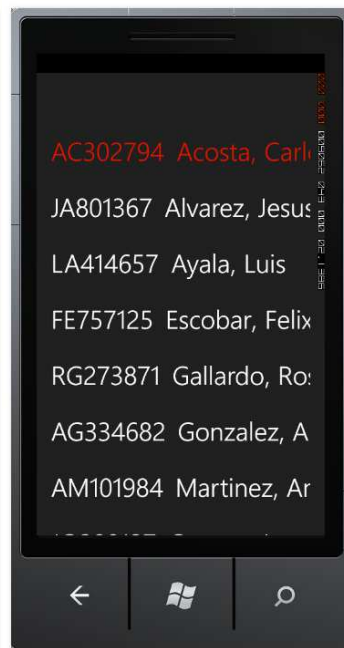 AC302794 Acosta, Carl
JA801367 Alvarez, Jesus
LA414657 Ayala, Luis
FE757125 Escobar, Felix
RG273871 Gallardo, Ros
AG334682 Gonzalez, A
AM101984 Martinez, Ar